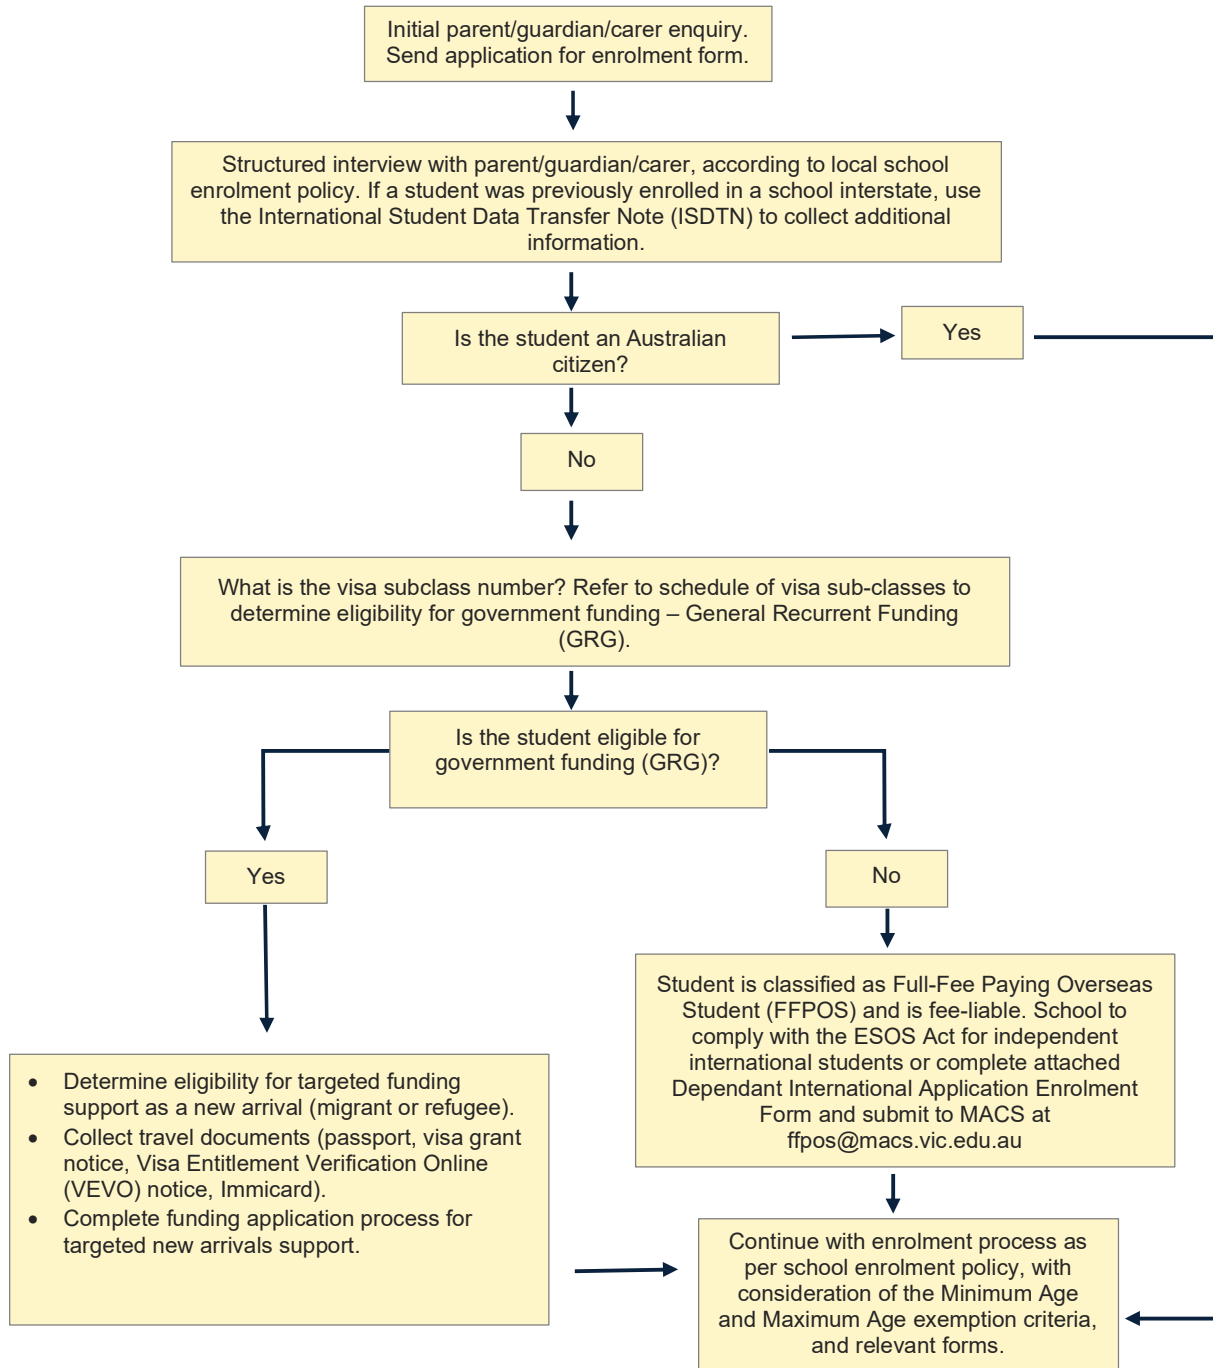 Initial parent/guardian/carer enquiry.
Send application for enrolment form.
Structured interview with parent/guardian/carer, according to local school
enrolment policy. If a student was previously enrolled in a school interstate, use
the International Student Data Transfer Note (ISDTN) to collect additional
information.
Is the student an Australian
citizen?
Yes
No
What is the visa subclass number? Refer to schedule of visa sub-classes to
determine eligibility for government funding – General Recurrent Funding
(GRG).
Is the student eligible for
government funding (GRG)?
Yes
No
Student is classified as Full-Fee Paying Overseas
Student (FFPOS) and is fee-liable. School to
comply with the ESOS Act for independent
international students or complete attached
Dependant International Application Enrolment
Form and submit to MACS at
ffpos@macs.vic.edu.au
• Determine eligibility for targeted funding
support as a new arrival (migrant or refugee).
• Collect travel documents (passport, visa grant
notice, Visa Entitlement Verification Online
(VEVO) notice, Immicard).
• Complete funding application process for
targeted new arrivals support.
Continue with enrolment process as
per school enrolment policy, with
consideration of the Minimum Age
and Maximum Age exemption criteria,
and relevant forms.